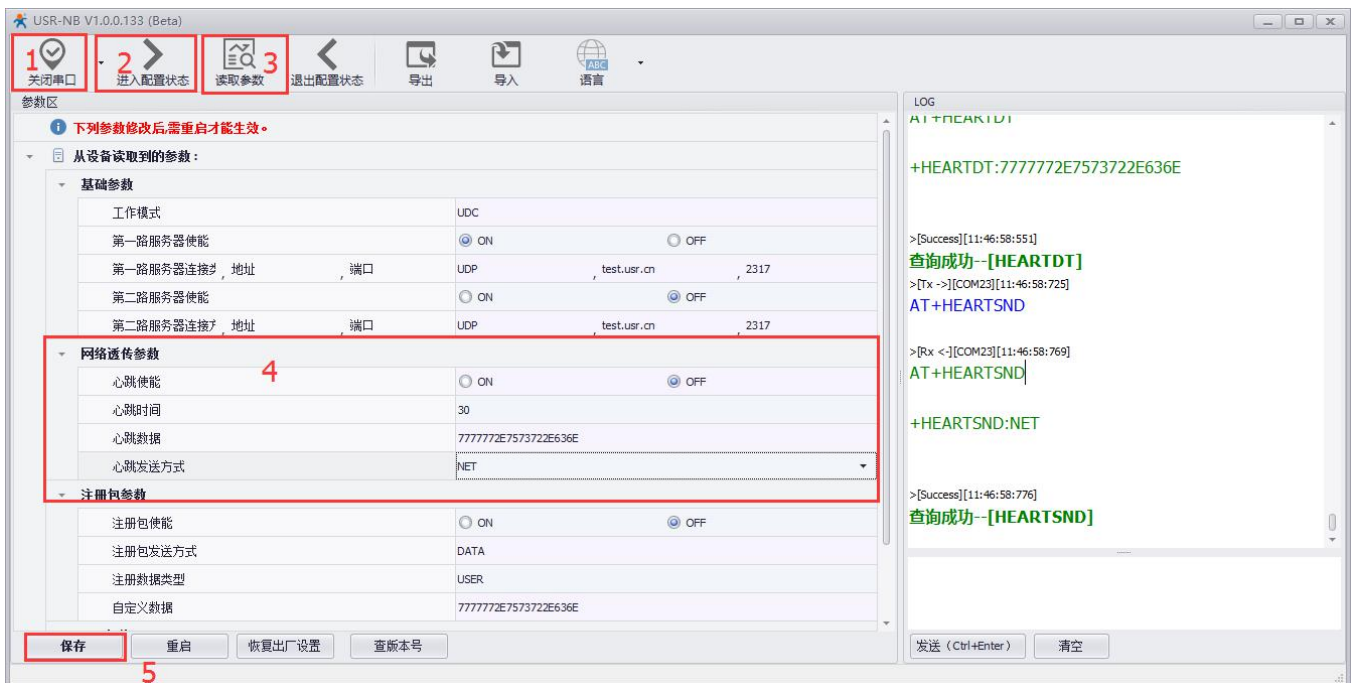 USR-NB V1.0.0.133 (Beta)
1 2 3
关闭串口 进入配置状态 读取参数 退出配置状态 导出 导入 ABC 语言
参数区
下列参数修改后,需重启才能生效。
从设备读取到的参数:
基础参数
工作模式 UDC
第一路服务器使能 ON OFF
第一路服务器连接 , 地址 , 端口 UDP , test.usr.cn , 2317
第二路服务器使能 ON OFF
第二路服务器连接 , 地址 , 端口 UDP , test.usr.cn , 2317
网络透传参数
4
心跳使能 ON OFF
心跳时间 30
心跳数据 7777772E7573722E636E
心跳发送方式 NET
注册包参数
注册包使能 ON OFF
注册包发送方式 DATA
注册数据类型 USER
自定义数据 7777772E7573722E636E
保存 重启 恢复出厂设置 查版本号
5
LOG
AT+HEARTDT
+HEARTDT:7777772E7573722E636E
>[Success][11:46:58:551]
查询成功--[HEARTDT]
>[Tx ->][COM23][11:46:58:725]
AT+HEARTSND
>[Rx <-][COM23][11:46:58:769]
AT+HEARTSND
+HEARTSND:NET
>[Success][11:46:58:776]
查询成功--[HEARTSND]
发送（Ctrl+Enter） 清空